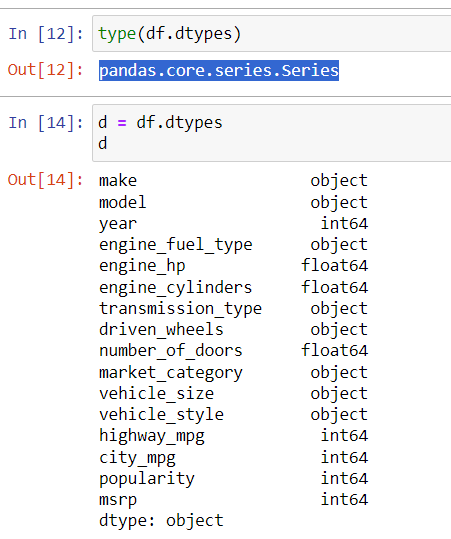 In [12]: type(df.dtypes)
Out[12]: pandas.core.series.Series
In [14]: d = df.dtypes
d
Out[14]: make object
model object
year int64
engine_fuel_type object
engine_hp float64
engine_cylinders float64
transmission_type object
driven_wheels object
number_of_doors float64
market_category object
vehicle_size object
vehicle_style object
highway_mpg int64
city_mpg int64
popularity int64
msrp int64
dtype: object